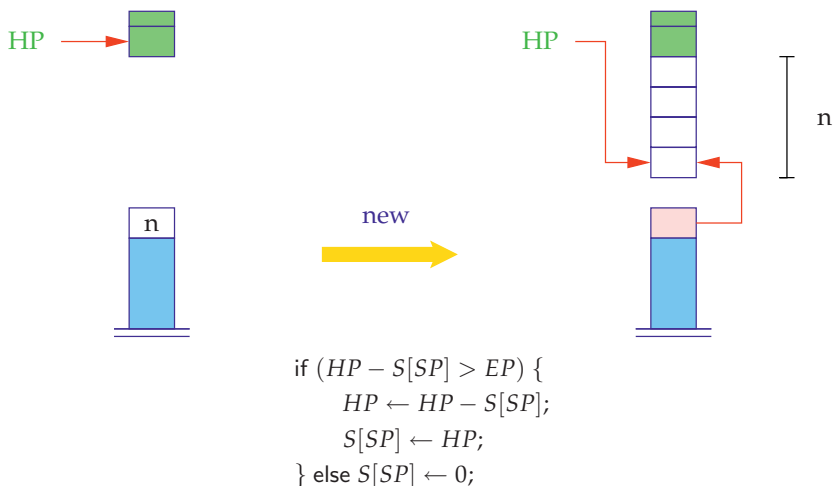 HP
HP
n
n
new
if (HP − S[SP] > EP) {
HP ← HP − S[SP];
S[SP] ← HP;
} else S[SP] ← 0;